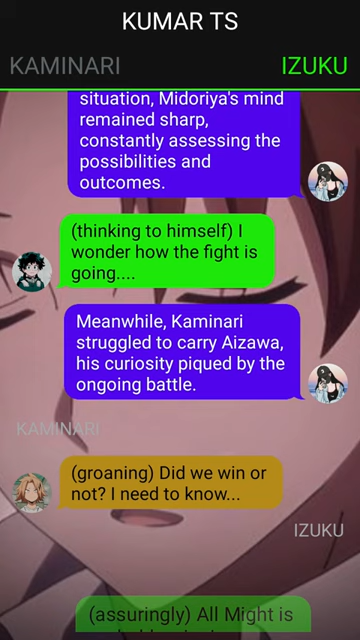 KUMAR TS
KAMINARI
IZUKU
situation, Midoriya's mind
remained sharp,
constantly assessing the
possibilities and
outcomes.
(thinking to himself) I
wonder how the fight is
going....
Meanwhile, Kaminari
struggled to carry Aizawa,
his curiosity piqued by the
ongoing battle.
KAMINARI
(groaning) Did we win or
not? I need to know...
IZUKU
(assuringly) All Might is